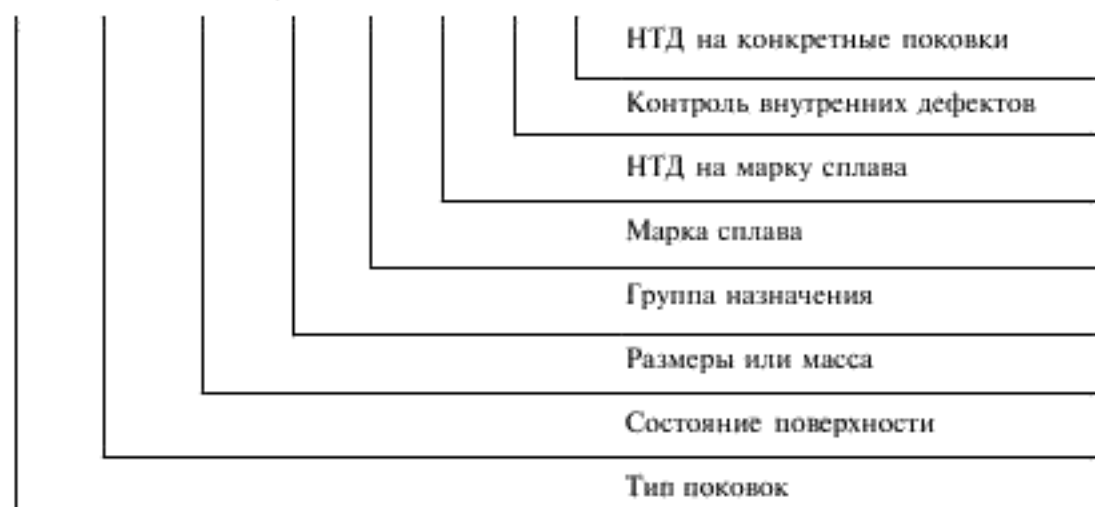 НТД на конкретные поковки
Контроль внутренних дефектов
НТД на марку сплава
Марка сплава
Группа назначения
Размеры или масса
Состояние поверхности
Тип поковок